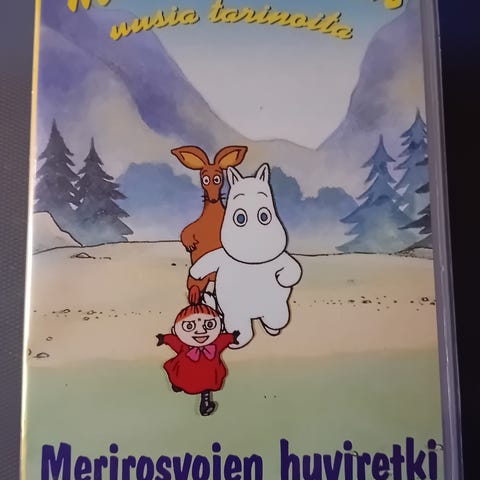 uusia tarinoita
Merirosvojen huviretki